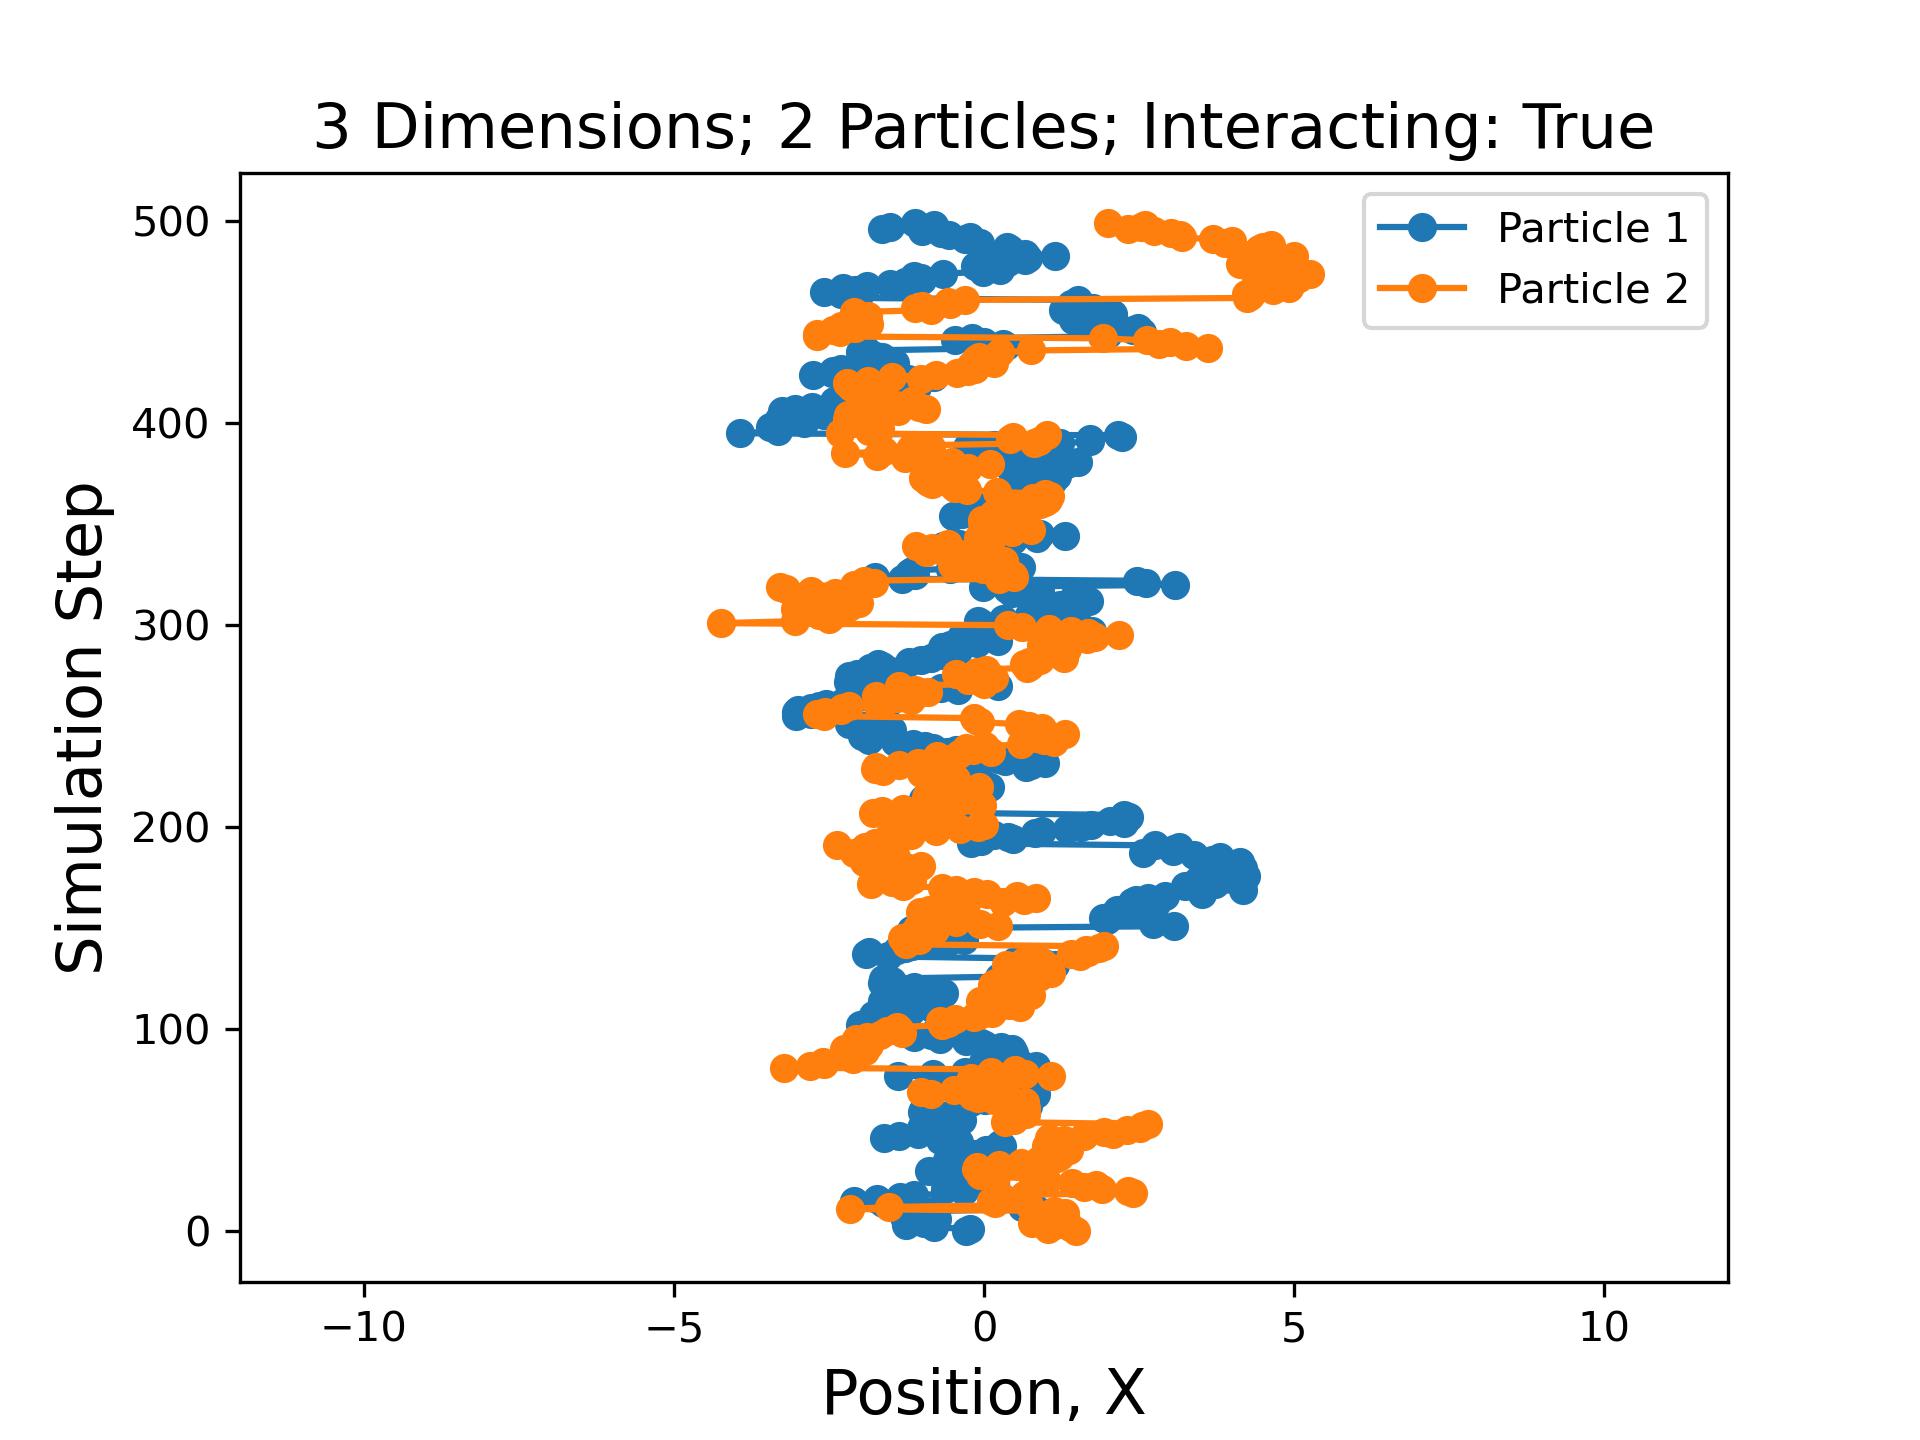 3 Dimensions; 2 Particles; Interacting: True
Particle 1
Particle 2
Simulation Step
500
400
300
200
100
0
−10
−5
0
5
10
Position, X